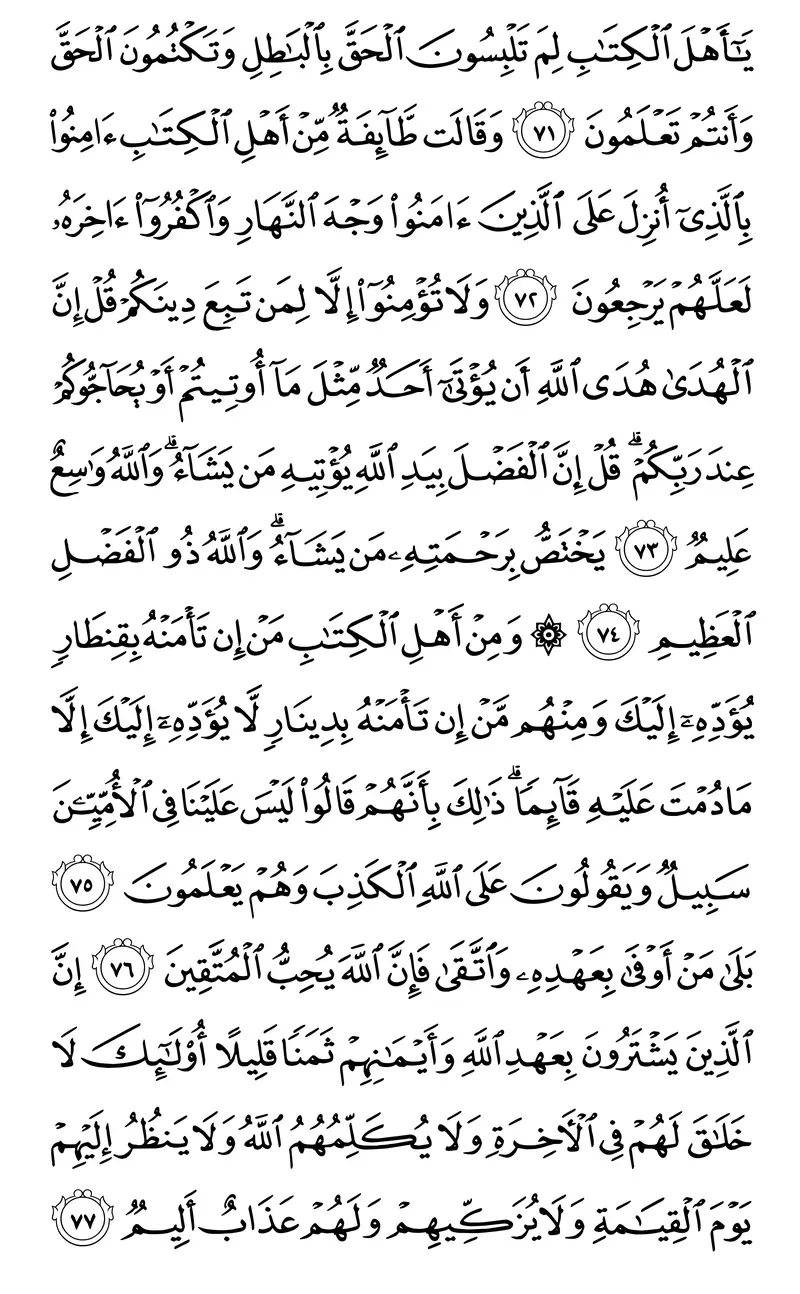 يَٰٓأَهۡلَ ٱلۡكِتَٰبِ لِمَ تَلۡبِسُونَ ٱلۡحَقَّ بِٱلۡبَٰطِلِ وَتَكۡتُمُونَ ٱلۡحَقَّ
وَأَنتُمۡ تَعۡلَمُونَ ٧١ وَقَالَت طَّآئِفَةٞ مِّنۡ أَهۡلِ ٱلۡكِتَٰبِ ءَامِنُواْ
بِٱلَّذِيٓ أُنزِلَ عَلَى ٱلَّذِينَ ءَامَنُواْ وَجۡهَ ٱلنَّهَارِ وَٱكۡفُرُوٓاْ ءَاخِرَهُۥ
لَعَلَّهُمۡ يَرۡجِعُونَ ٧٢ وَلَا تُؤۡمِنُوٓاْ إِلَّا لِمَن تَبِعَ دِينَكُمۡ قُلۡ إِنَّ
ٱلۡهُدَىٰ هُدَى ٱللَّهِ أَن يُؤۡتَىٰٓ أَحَدٞ مِّثۡلَ مَآ أُوتِيتُمۡ أَوۡ يُحَآجُّوكُمۡ
عِندَ رَبِّكُمۡۗ قُلۡ إِنَّ ٱلۡفَضۡلَ بِيَدِ ٱللَّهِ يُؤۡتِيهِ مَن يَشَآءُۗ وَٱللَّهُ وَٰسِعٌ
عَلِيمٞ ٧٣ يَخۡتَصُّ بِرَحۡمَتِهِۦ مَن يَشَآءُۗ وَٱللَّهُ ذُو ٱلۡفَضۡلِ
ٱلۡعَظِيمِ ٧٤ ۞ وَمِنۡ أَهۡلِ ٱلۡكِتَٰبِ مَنۡ إِن تَأۡمَنۡهُ بِقِنطَارٖ
يُؤَدِّهِۦٓ إِلَيۡكَ وَمِنۡهُم مَّنۡ إِن تَأۡمَنۡهُ بِدِينَارٖ لَّا يُؤَدِّهِۦٓ إِلَيۡكَ إِلَّا
مَا دُمۡتَ عَلَيۡهِ قَآئِمٗاۗ ذَٰلِكَ بِأَنَّهُمۡ قَالُواْ لَيۡسَ عَلَيۡنَا فِي ٱلۡأُمِّيِّـۧنَ
سَبِيلٞ وَيَقُولُونَ عَلَى ٱللَّهِ ٱلۡكَذِبَ وَهُمۡ يَعۡلَمُونَ ٧٥
بَلَىٰ مَنۡ أَوۡفَىٰ بِعَهۡدِهِۦ وَٱتَّقَىٰ فَإِنَّ ٱللَّهَ يُحِبُّ ٱلۡمُتَّقِينَ ٧٦ إِنَّ
ٱلَّذِينَ يَشۡتَرُونَ بِعَهۡدِ ٱللَّهِ وَأَيۡمَٰنِهِمۡ ثَمَنٗا قَلِيلًا أُوْلَٰٓئِكَ لَا
خَلَٰقَ لَهُمۡ فِي ٱلۡأٓخِرَةِ وَلَا يُكَلِّمُهُمُ ٱللَّهُ وَلَا يَنظُرُ إِلَيۡهِمۡ
يَوۡمَ ٱلۡقِيَٰمَةِ وَلَا يُزَكِّيهِمۡ وَلَهُمۡ عَذَابٌ أَلِيمٞ ٧٧